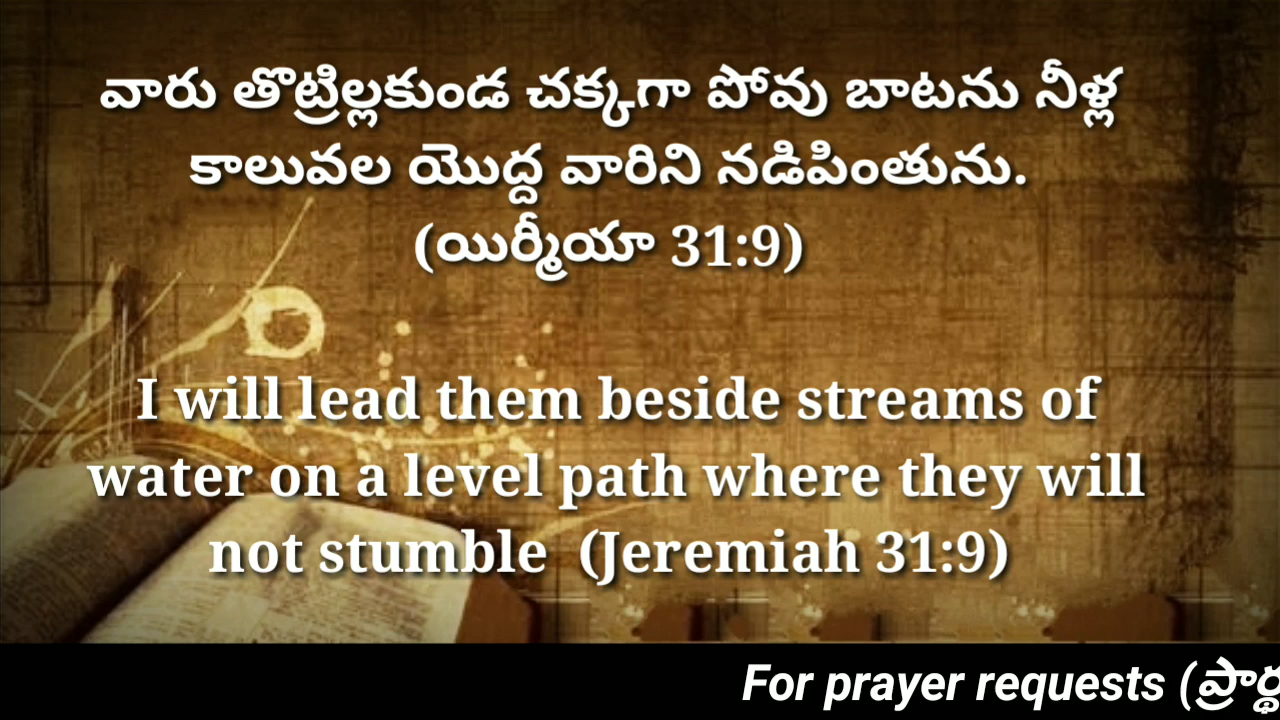 వారు తొట్రిల్లకుండ చక్కగా పోవు బాటను నీళ్ల
కాలువల యొద్ద వారిని నడిపింతును.
(యిర్మీయా 31:9)
I will lead them beside streams of
water on a level path where they will
not stumble (Jeremiah 31:9)
For prayer requests (